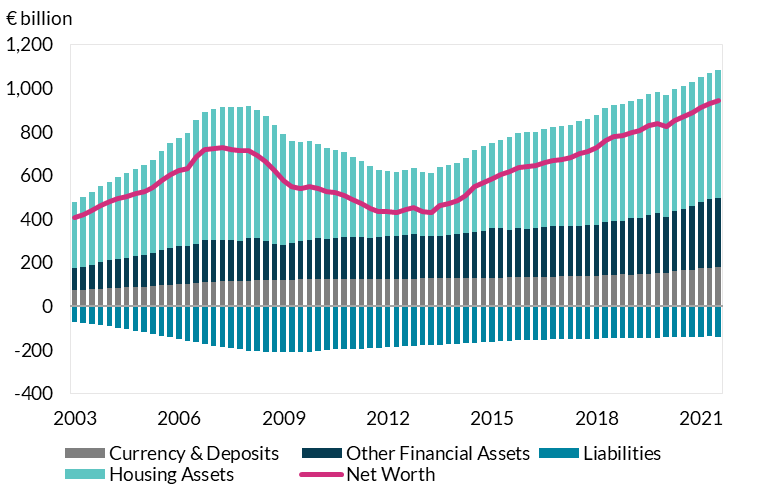 € billion
1,200
1,000
800
600
400
200
0
-200
-400
2003 2006 2009 2012 2015 2018 2021
Currency & Deposits Other Financial Assets Liabilities
Housing Assets Net Worth